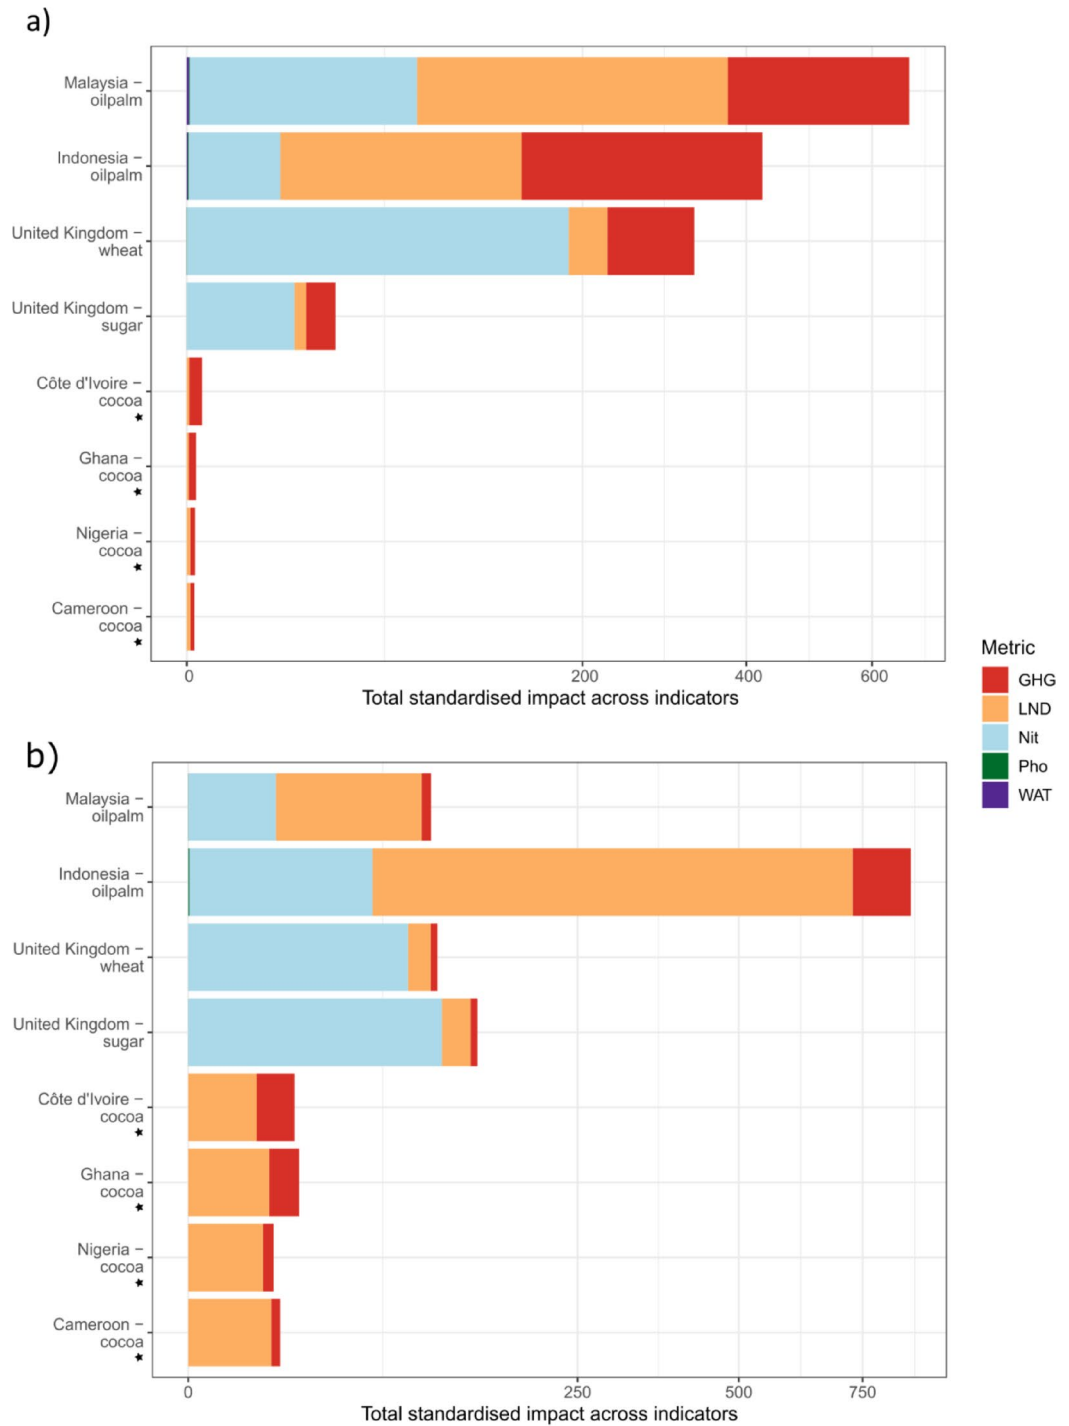 a)
Malaysia –
oilpalm
Indonesia –
oilpalm
United Kingdom –
wheat
United Kingdom –
sugar
Côte d'Ivoire –
cocoa
★
Ghana –
cocoa
★
Nigeria –
cocoa
★
Cameroon –
cocoa
★
0 200 400 600
Total standardised impact across indicators
Metric
GHG
LND
Nit
Pho
WAT
b)
Malaysia –
oilpalm
Indonesia –
oilpalm
United Kingdom –
wheat
United Kingdom –
sugar
Côte d'Ivoire –
cocoa
★
Ghana –
cocoa
★
Nigeria –
cocoa
★
Cameroon –
cocoa
★
0 250 500 750
Total standardised impact across indicators